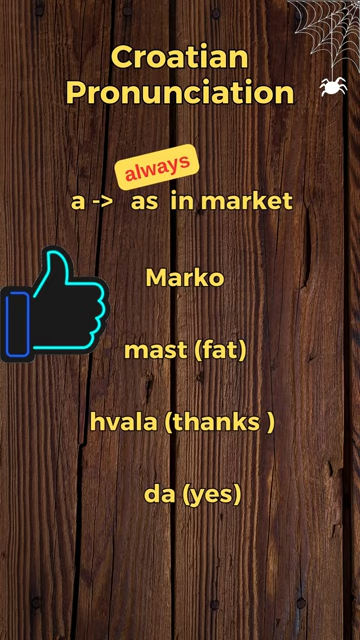 Croatian
Pronunciation
always
a -> as in market
Marko
mast (fat)
hvala (thanks )
da (yes)